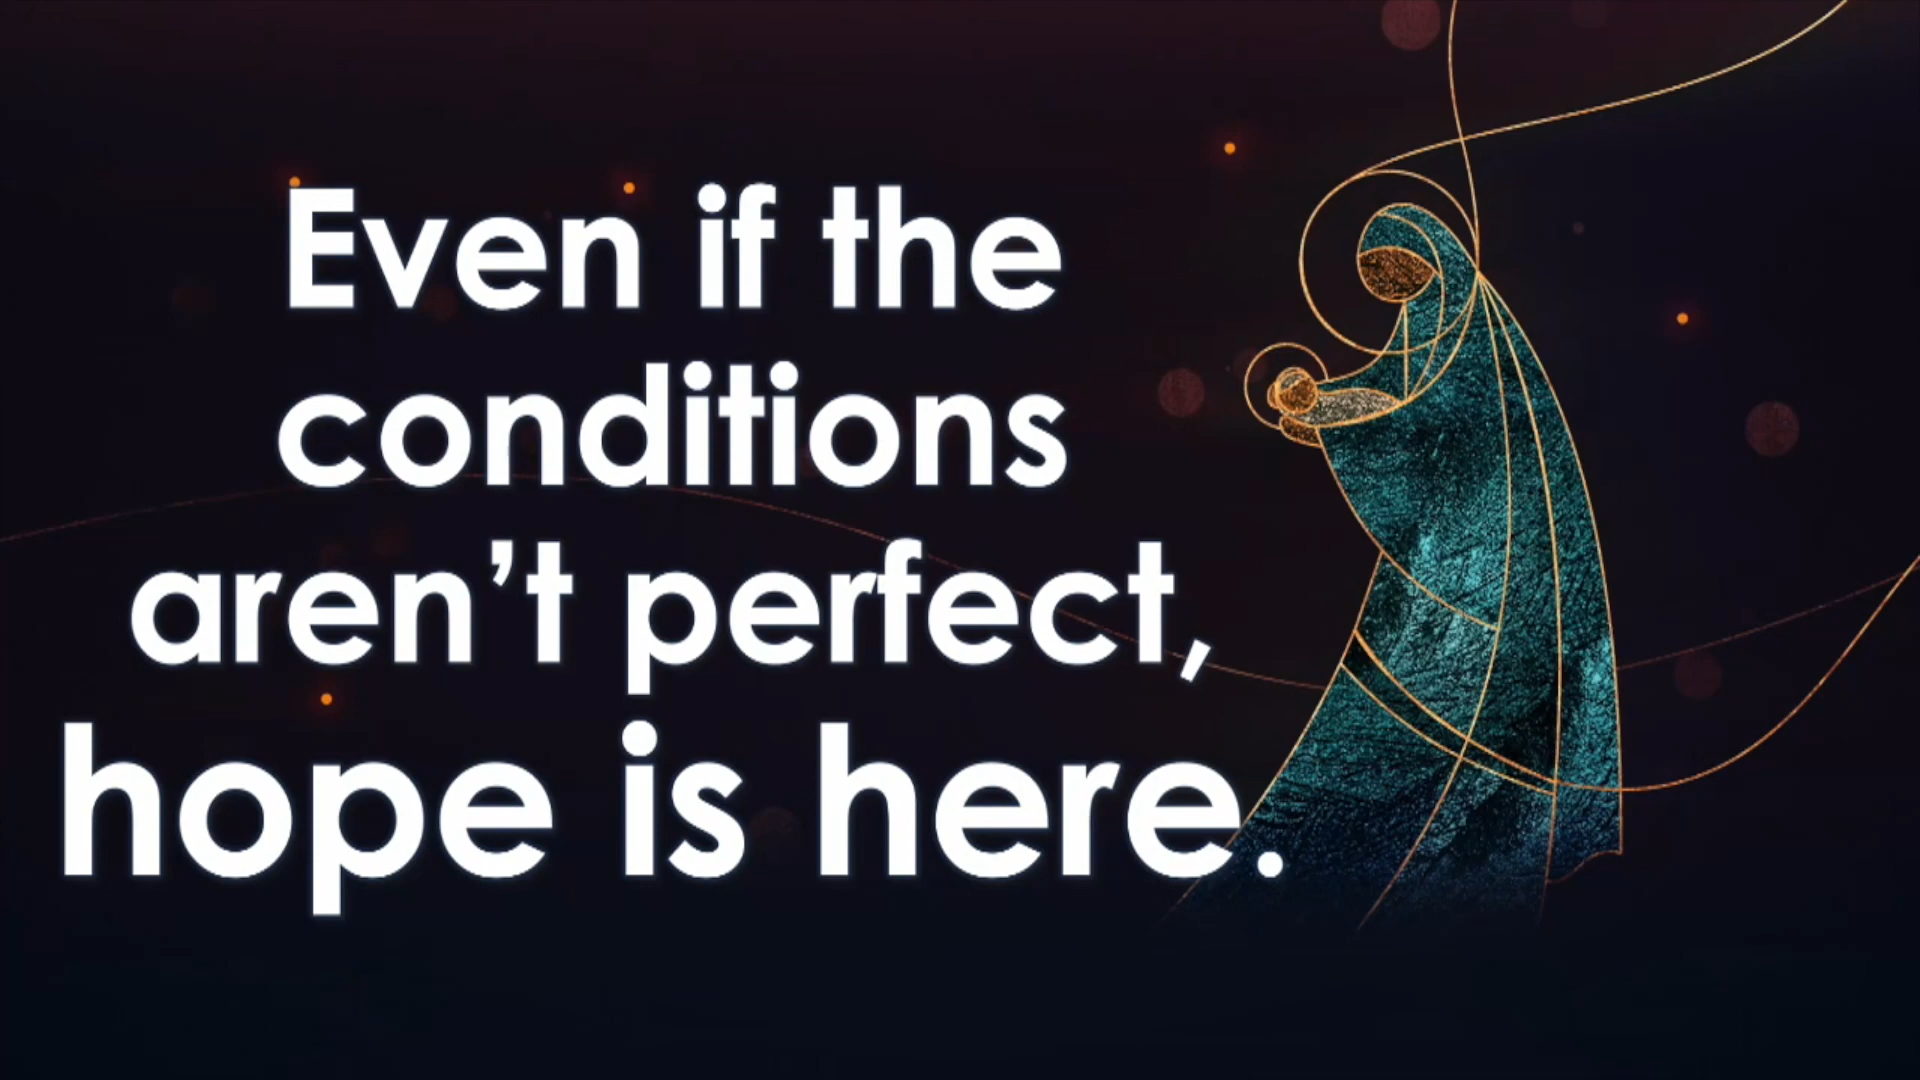 Even if the
conditions
aren’t perfect,
hope is here.